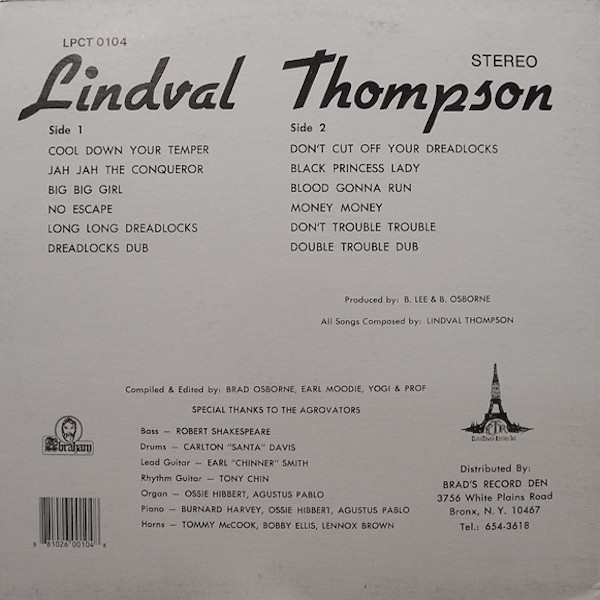 LPCT 0104
STEREO
Lindval Thompson
Side 1
COOL DOWN YOUR TEMPER
JAH JAH THE CONQUEROR
BIG BIG GIRL
NO ESCAPE
LONG LONG DREADLOCKS
DREADLOCKS DUB
Side 2
DON'T CUT OFF YOUR DREADLOCKS
BLACK PRINCESS LADY
BLOOD GONNA RUN
MONEY MONEY
DON'T TROUBLE TROUBLE
DOUBLE TROUBLE DUB
Produced by: B. LEE & B. OSBORNE
All Songs Composed by: LINDVAL THOMPSON
Compiled & Edited by: BRAD OSBORNE, EARL MOODIE, YOGI & PROF
SPECIAL THANKS TO THE AGROVATORS
Bass — ROBERT SHAKESPEARE
Drums — CARLTON "SANTA" DAVIS
Lead Guitar — EARL "CHINNER" SMITH
Rhythm Guitar — TONY CHIN
Organ — OSSIE HIBBERT, AGUSTUS PABLO
Piano — BURNARD HARVEY, OSSIE HIBBERT, AGUSTUS PABLO
Horns — TOMMY McCOOK, BOBBY ELLIS, LENNOX BROWN
Abraham
8 81026 00104 8
CTR
Distributed By:
BRAD'S RECORD DEN
3756 White Plains Road
Bronx, N. Y. 10467
Tel.: 654-3618